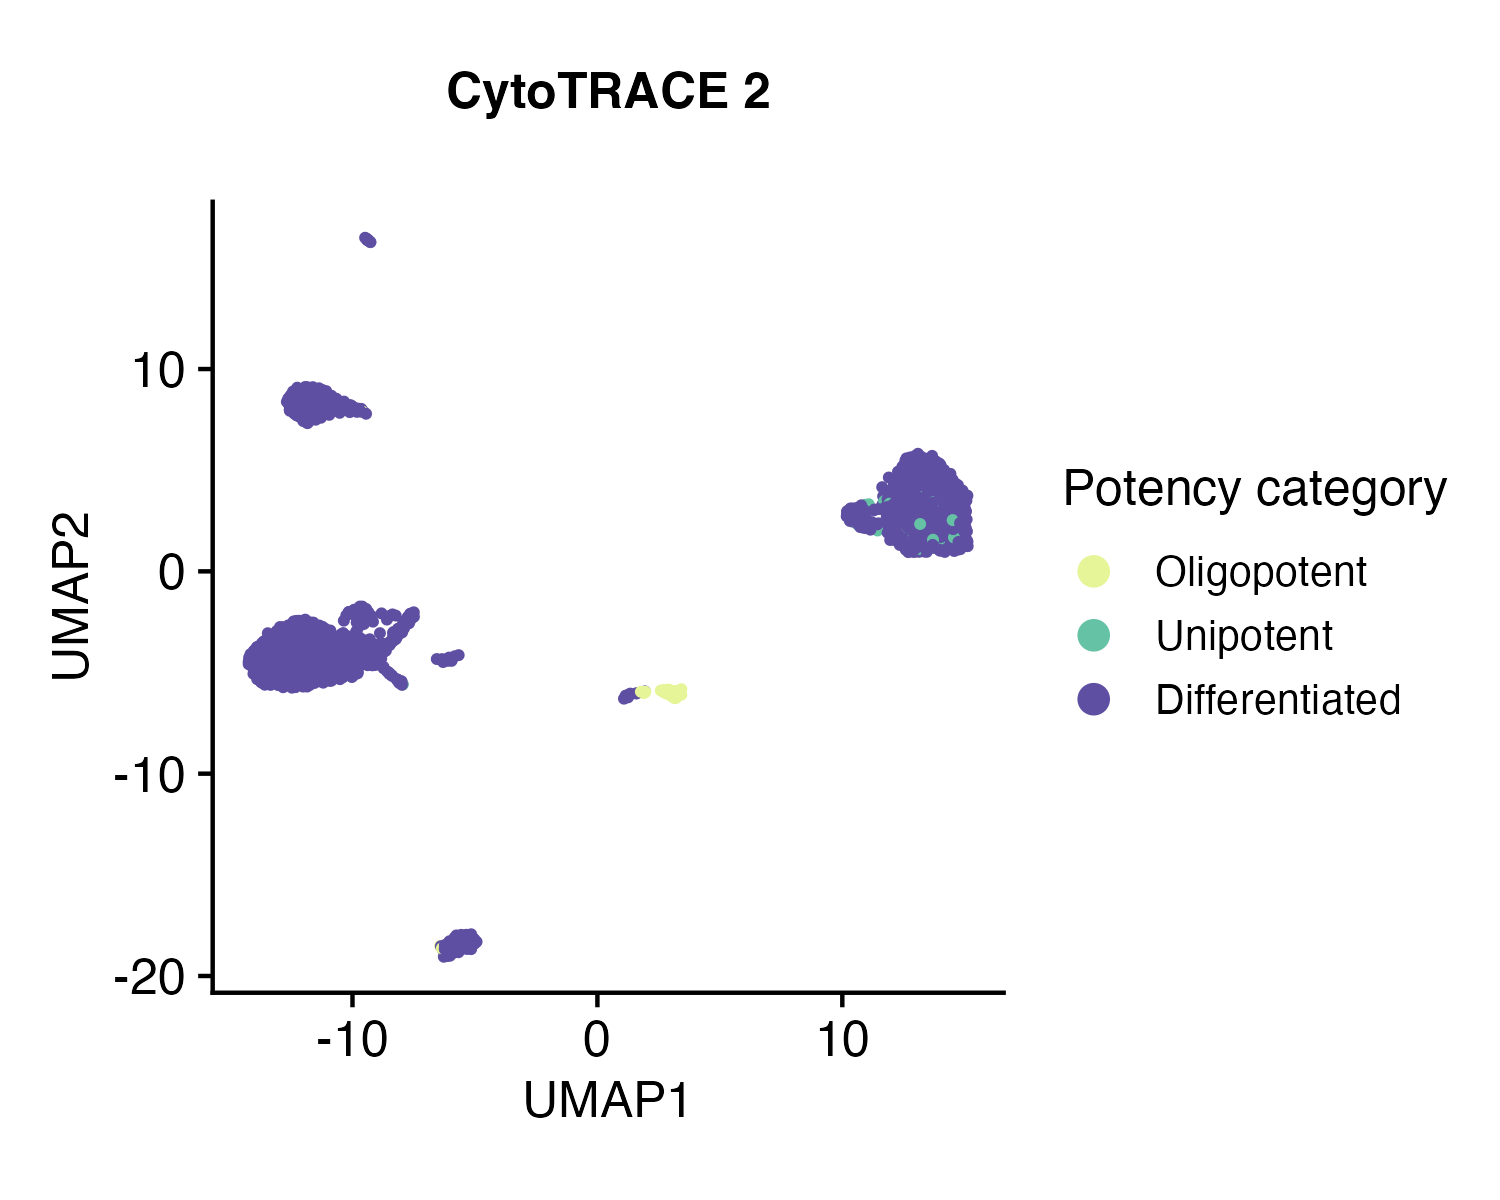 CytoTRACE 2
10
0
-10
-20
UMAP2
-10
0
10
UMAP1
Potency category
Oligopotent
Unipotent
Differentiated